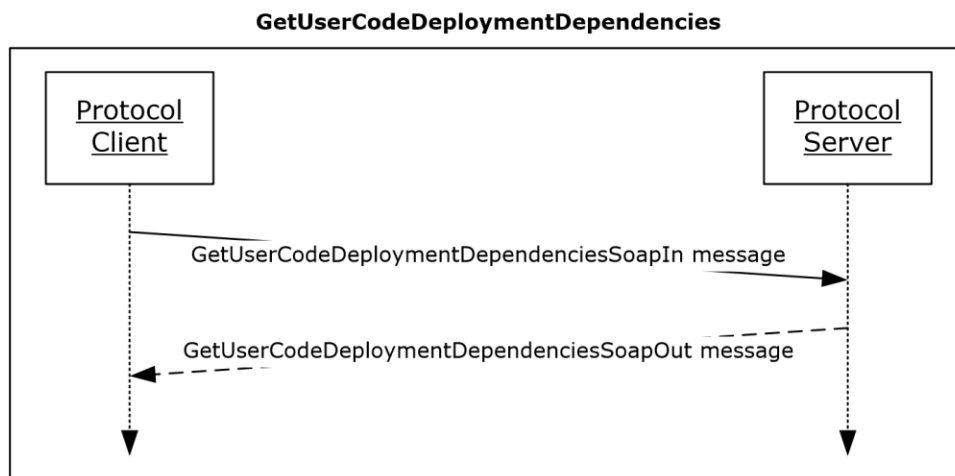 GetUserCodeDeploymentDependencies
Protocol
Client
Protocol
Server
GetUserCodeDeploymentDependenciesSoapIn message
GetUserCodeDeploymentDependenciesSoapOut message